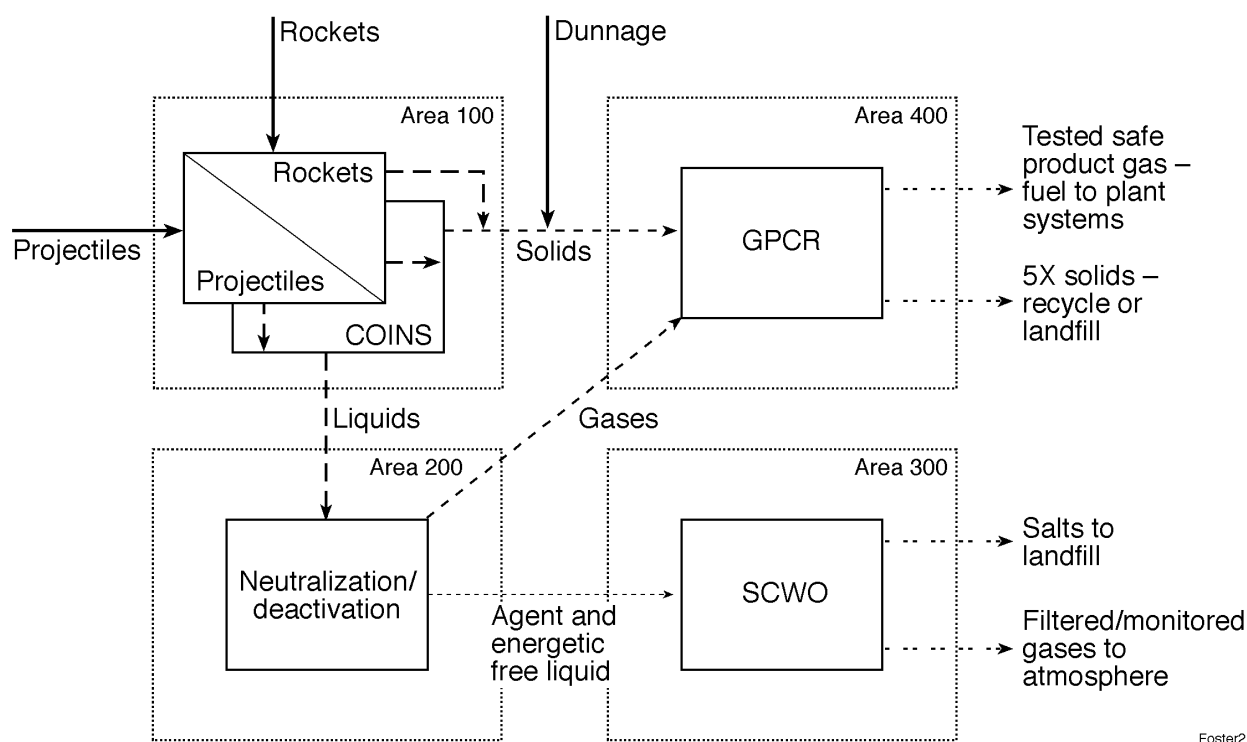 Rockets
Dunnage
Area 100
Area 400
Rockets
Projectiles
Projectiles
COINS
Solids
GPCR
Tested safe
product gas –
fuel to plant
systems
5X solids –
recycle or
landfill
Liquids
Gases
Area 200
Area 300
Neutralization/
deactivation
Agent and
energetic
free liquid
SCWO
Salts to
landfill
Filtered/monitored
gases to
atmosphere
Foster2